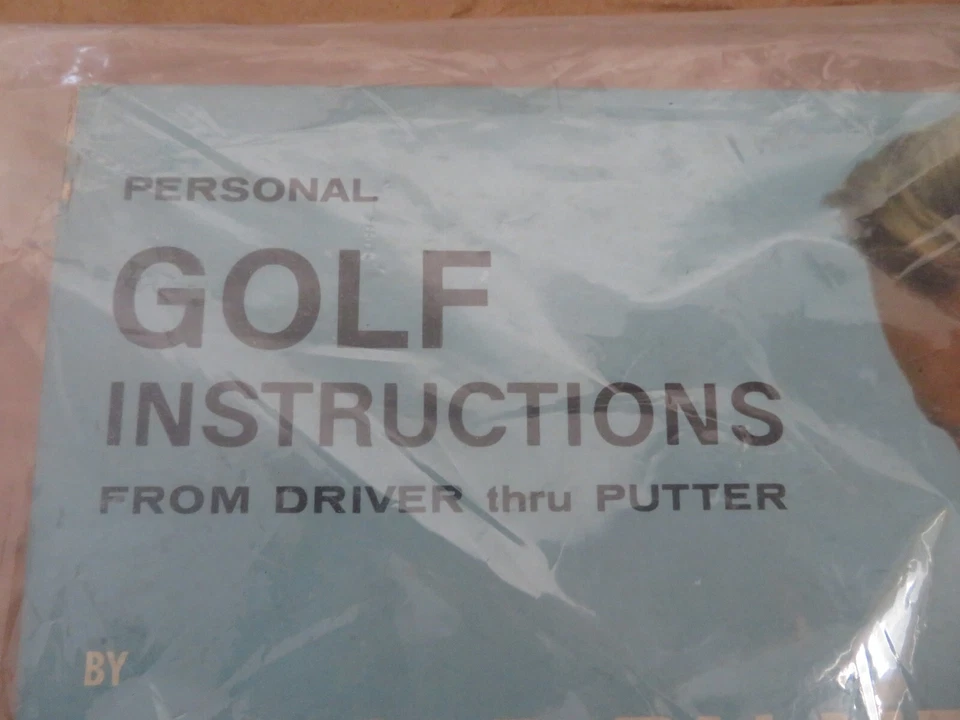 PERSONAL
GOLF
INSTRUCTIONS
FROM DRIVER thru PUTTER
BY